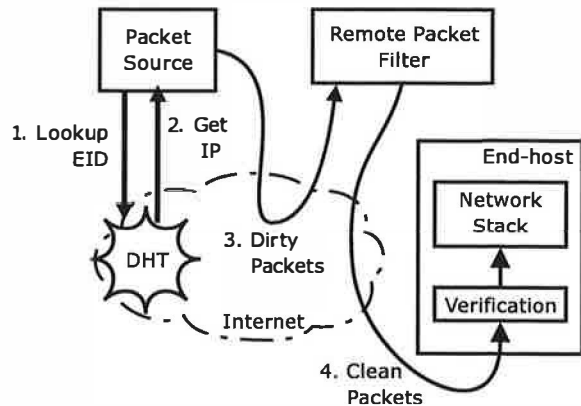 Packet
Source
Remote Packet
Filter
1. Lookup
EID
2. Get
IP
End-host
Network
Stack
DHT
3. Dirty
Packets
Verification
Internet
4. Clean
Packets